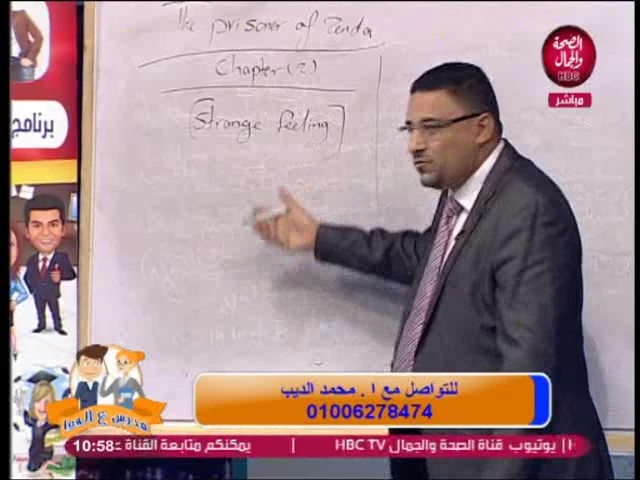 The prisoner of Zenda
Chapter (2)
[Strange feeling]
الصحة
والجمال
HBC
مباشر
برنامج
للتواصل مع ا . محمد الديب
01006278474
مدرس ع الهوا
10:58
يمكنكم متابعة القناة ع
HBC TV يوتيوب قناة الصحة والجمال |